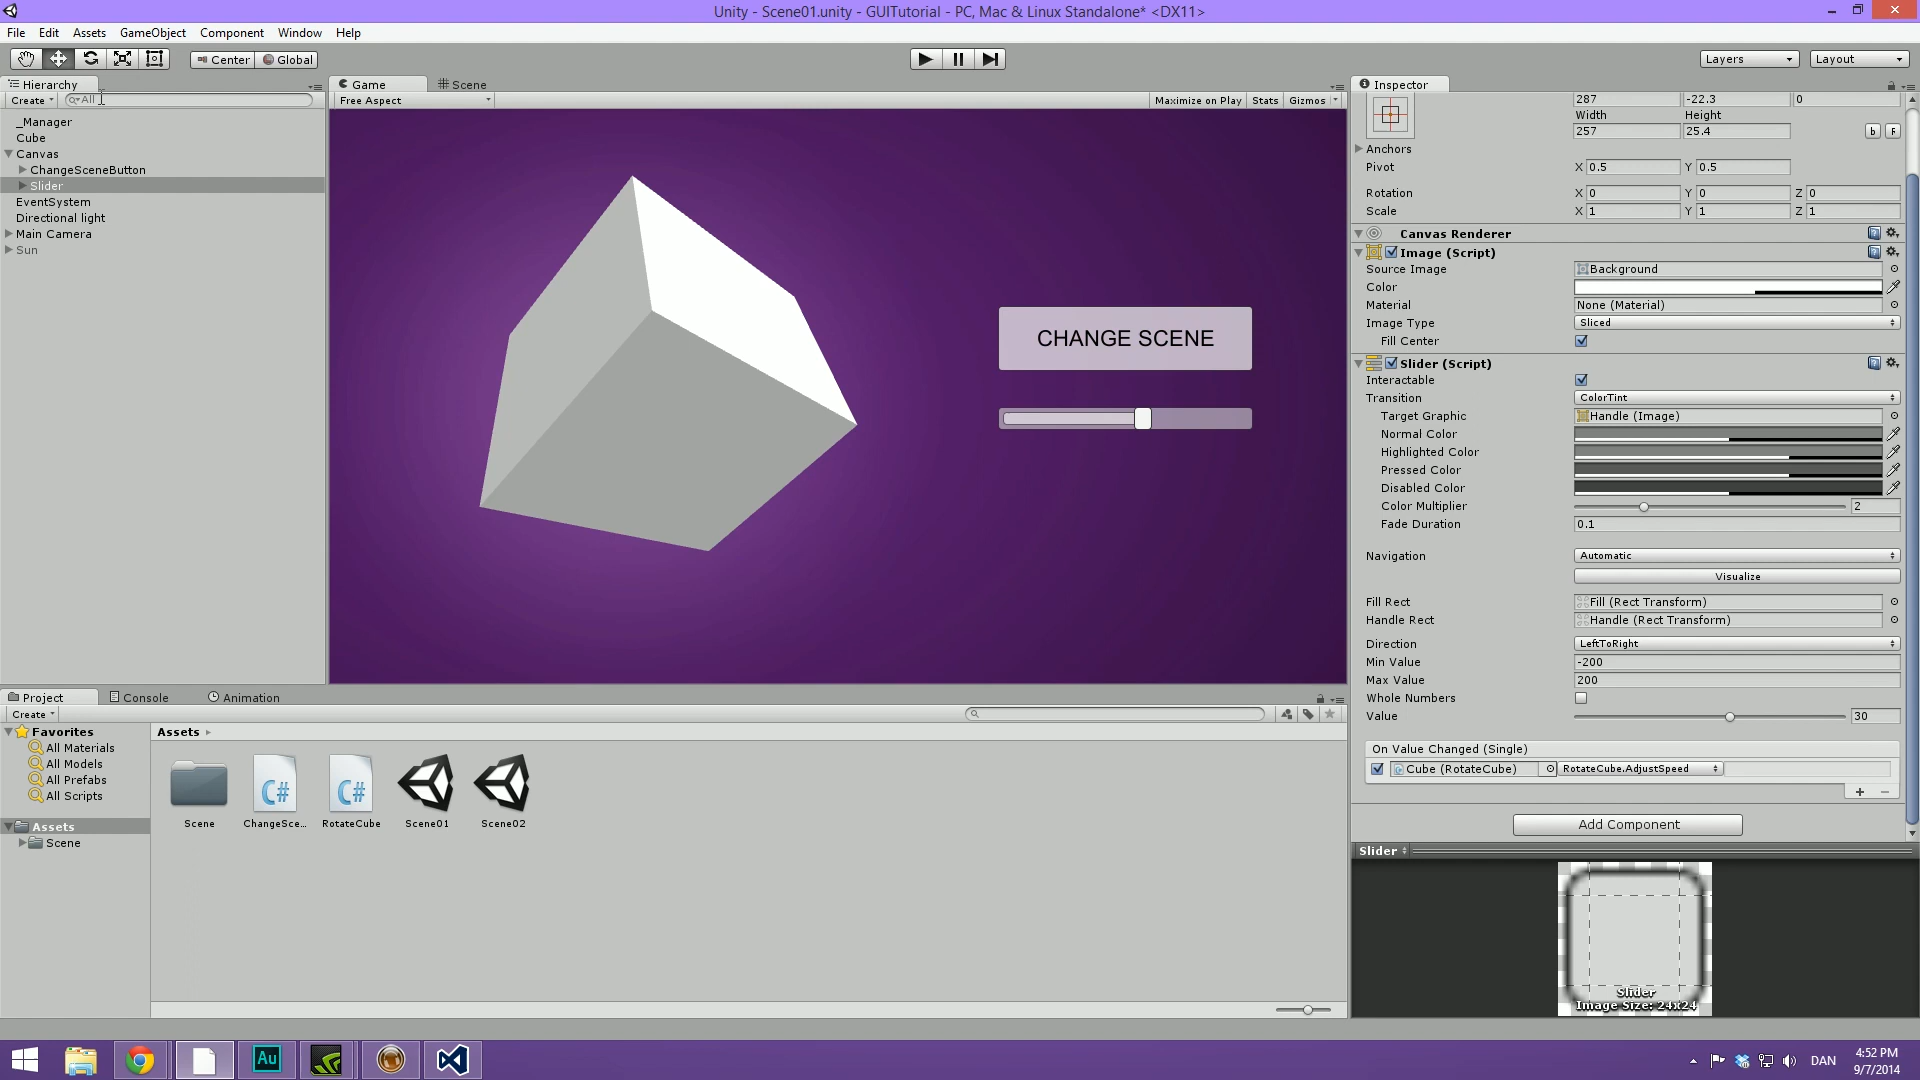 Unity - Scene01.unity - GUITutorial - PC, Mac & Linux Standalone* <DX11>
File Edit Assets GameObject Component Window Help
Center Global Layers Layout
Hierarchy
Create All
_Manager
Cube
Canvas
ChangeSceneButton
Slider
EventSystem
Directional light
Main Camera
Sun
Game Scene
Free Aspect Maximize on Play Stats Gizmos
CHANGE SCENE
Inspector
287 -22.3 0
Width Height
257 25.4 b F
Anchors
Pivot X 0.5 Y 0.5
Rotation X 0 Y 0 Z 0
Scale X 1 Y 1 Z 1
Canvas Renderer
Image (Script)
Source Image Background
Color
Material None (Material)
Image Type Sliced
Fill Center
Slider (Script)
Interactable
Transition ColorTint
Target Graphic Handle (Image)
Normal Color
Highlighted Color
Pressed Color
Disabled Color
Color Multiplier 2
Fade Duration 0.1
Navigation Automatic
Visualize
Fill Rect Fill (Rect Transform)
Handle Rect Handle (Rect Transform)
Direction LeftToRight
Min Value -200
Max Value 200
Whole Numbers
Value 30
On Value Changed (Single)
Cube (RotateCube) RotateCube.AdjustSpeed
Add Component
Slider
Slider
Image Size: 24x24
Project Console Animation
Create
Favorites
All Materials
All Models
All Prefabs
All Scripts
Assets
Scene
Assets
C# C#
Scene ChangeSce... RotateCube Scene01 Scene02
Au
DAN
4:52 PM
9/7/2014